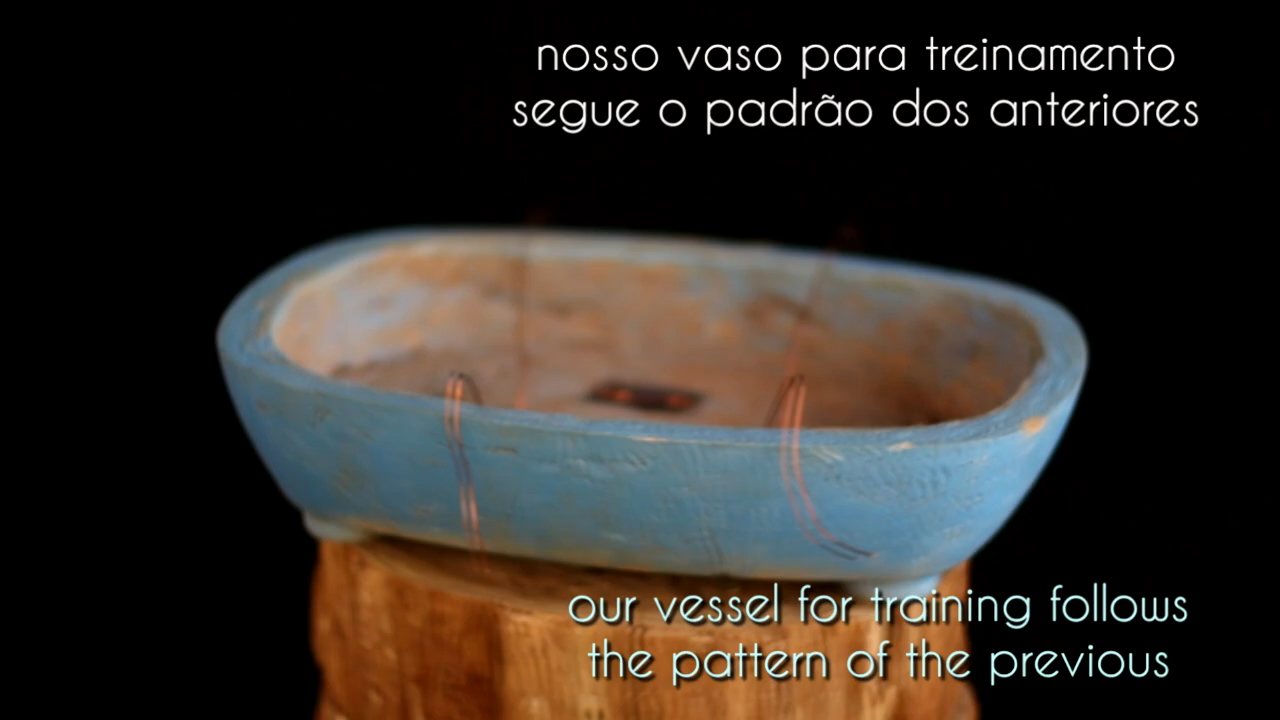 nosso vaso para treinamento
segue o padrão dos anteriores
our vessel for training follows
the pattern of the previous